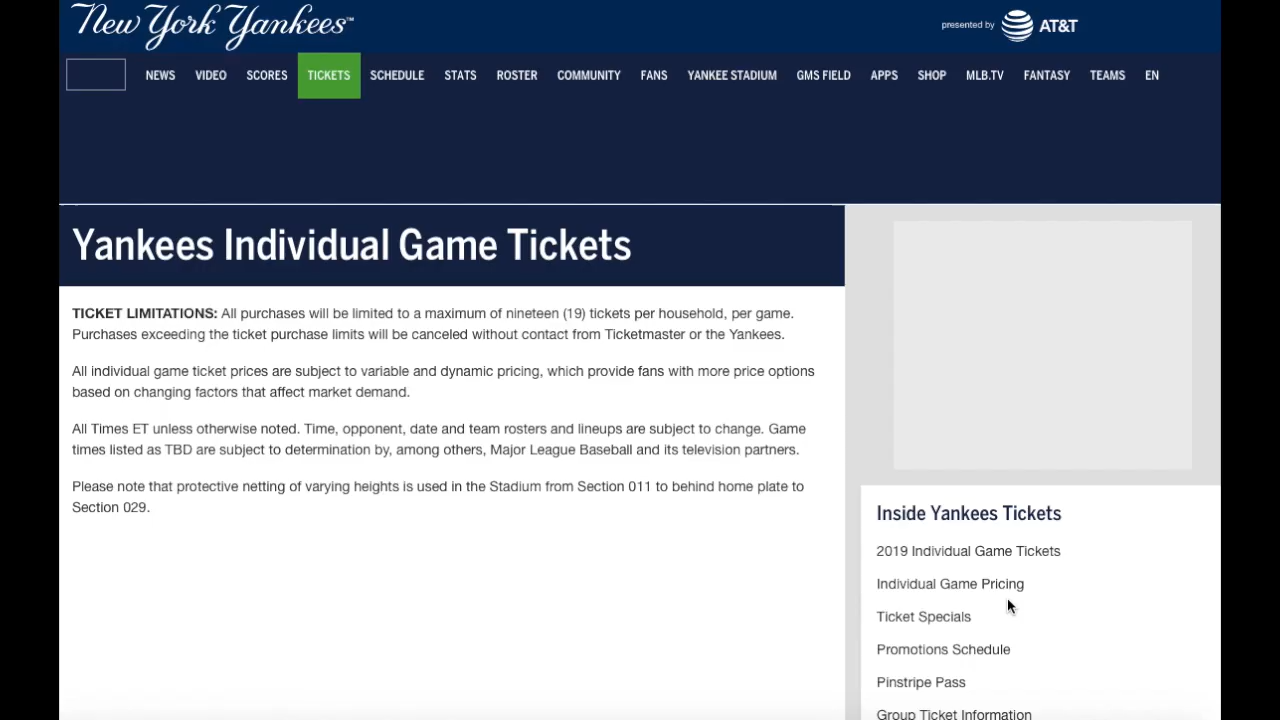 New York Yankees™
presented by AT&T
NEWS VIDEO SCORES TICKETS SCHEDULE STATS ROSTER COMMUNITY FANS YANKEE STADIUM GMS FIELD APPS SHOP MLB.TV FANTASY TEAMS EN
Yankees Individual Game Tickets
TICKET LIMITATIONS: All purchases will be limited to a maximum of nineteen (19) tickets per household, per game.
Purchases exceeding the ticket purchase limits will be canceled without contact from Ticketmaster or the Yankees.
All individual game ticket prices are subject to variable and dynamic pricing, which provide fans with more price options
based on changing factors that affect market demand.
All Times ET unless otherwise noted. Time, opponent, date and team rosters and lineups are subject to change. Game
times listed as TBD are subject to determination by, among others, Major League Baseball and its television partners.
Please note that protective netting of varying heights is used in the Stadium from Section 011 to behind home plate to
Section 029.
Inside Yankees Tickets
2019 Individual Game Tickets
Individual Game Pricing
Ticket Specials
Promotions Schedule
Pinstripe Pass
Group Ticket Information